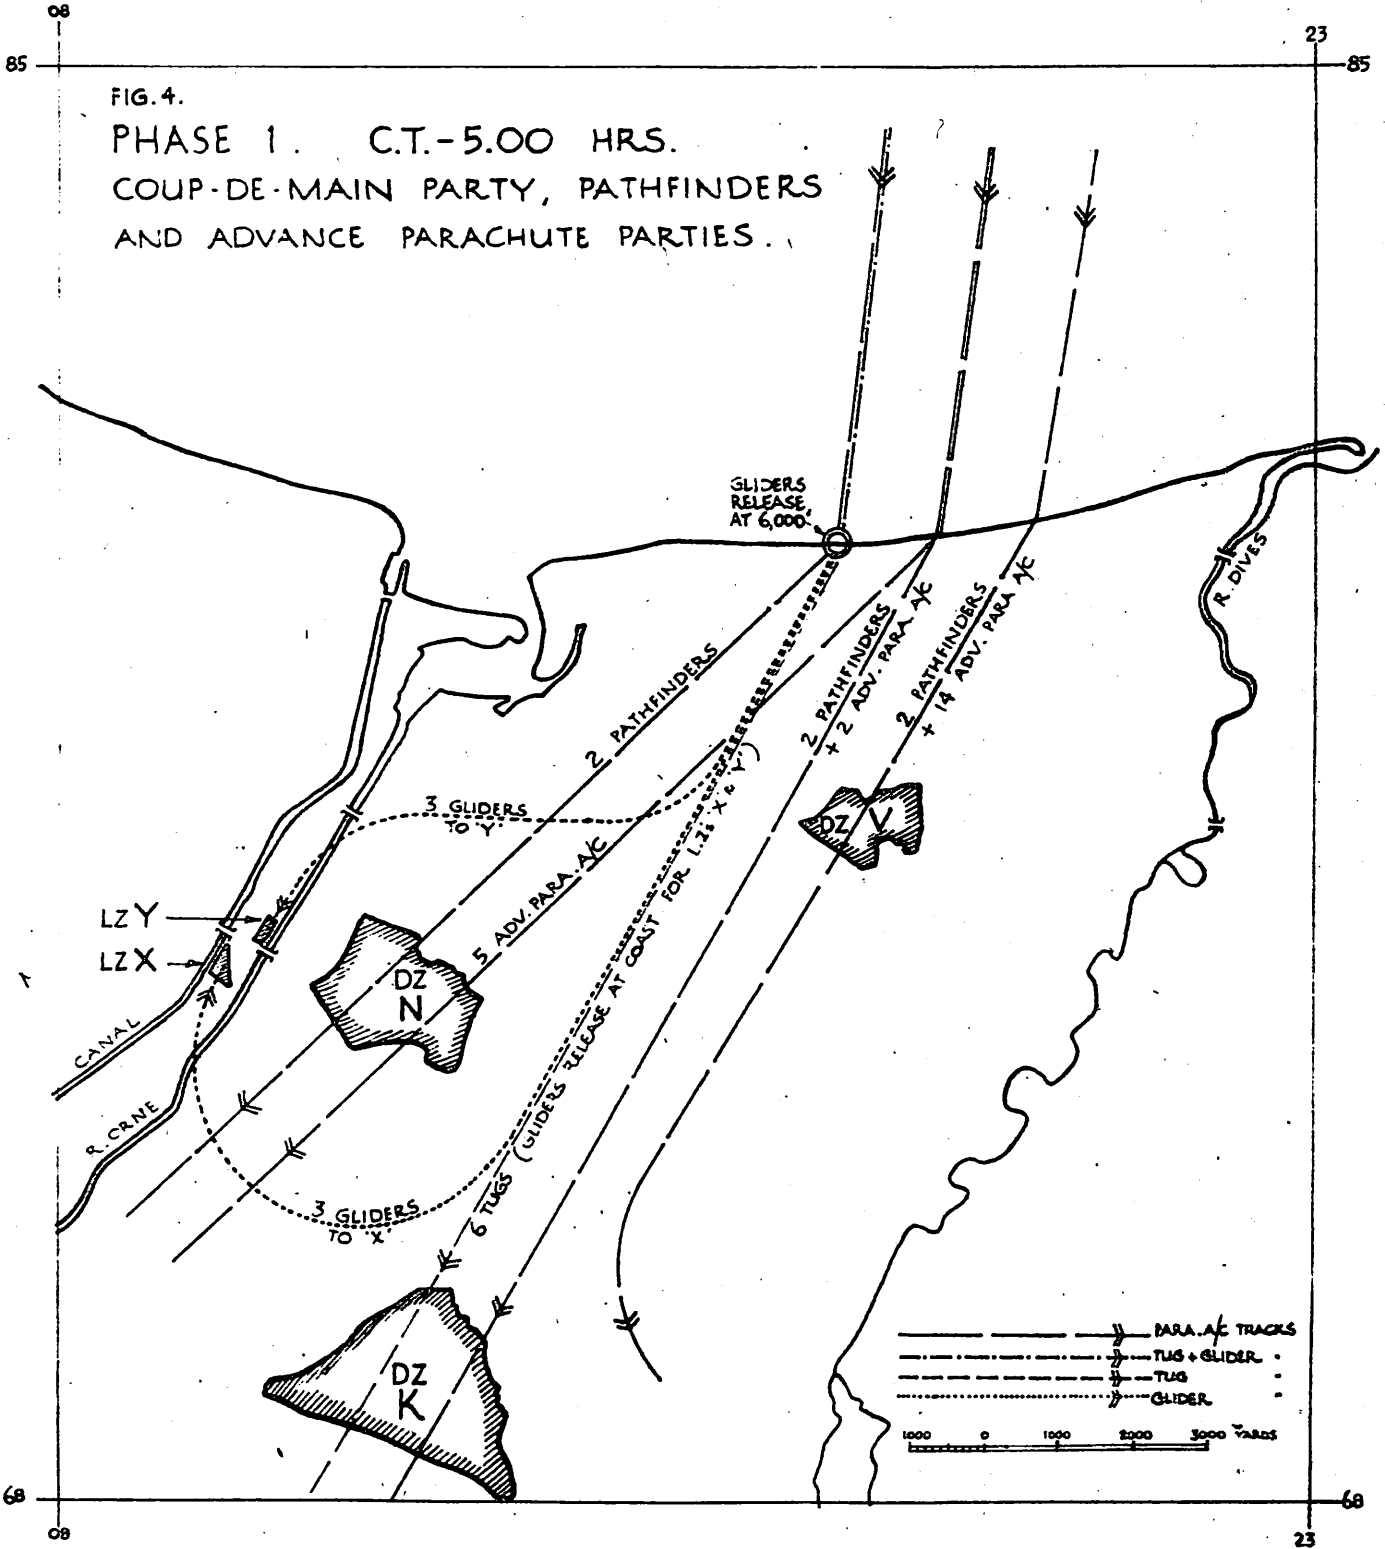 08
23
85
85
FIG. 4.
PHASE 1. C.T.-5.00 HRS.
COUP-DE-MAIN PARTY, PATHFINDERS
AND ADVANCE PARACHUTE PARTIES.
GLIDERS
RELEASE
AT 6,000'
R. DIVES
2 PATHFINDERS
2 PATHFINDERS
+ 2 ADV. PARA. A/C
2 PATHFINDERS
+ 14 ADV. PARA A/C
3 GLIDERS
TO 'Y'
5 ADV. PARA. A/C
DZ V
LZ Y
LZ X
DZ
N
CANAL
R. ORNE
6 TUGS (GLIDERS RELEASE AT COAST FOR L.Zs 'X' & 'Y')
3 GLIDERS
TO 'X'
DZ
K
PARA. A/C TRACKS
TUG + GLIDER "
TUG "
GLIDER "
1000 0 1000 2000 3000 YARDS
68
68
08
23